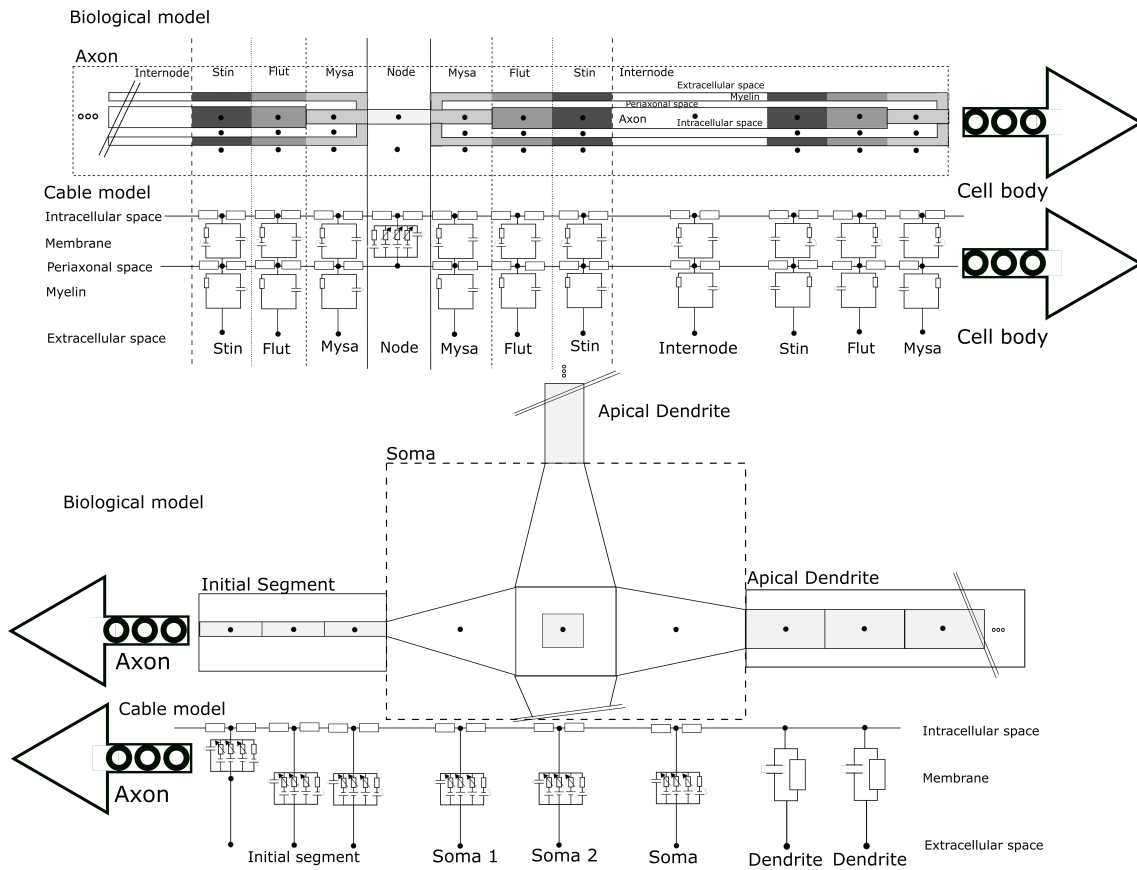 Biological model
Axon
Internode Stin Flut Mysa Node Mysa Flut Stin Internode
Extracellular space
Myelin
Periaxonal space
Axon Intracellular space
Cell body
Cable model
Intracellular space
Membrane
Periaxonal space
Myelin
Extracellular space
Stin Flut Mysa Node Mysa Flut Stin Internode Stin Flut Mysa
Cell body
Apical Dendrite
Soma
Biological model
Initial Segment
Apical Dendrite
Axon
Cable model
Intracellular space
Membrane
Axon
Extracellular space
Initial segment Soma 1 Soma 2 Soma Dendrite Dendrite